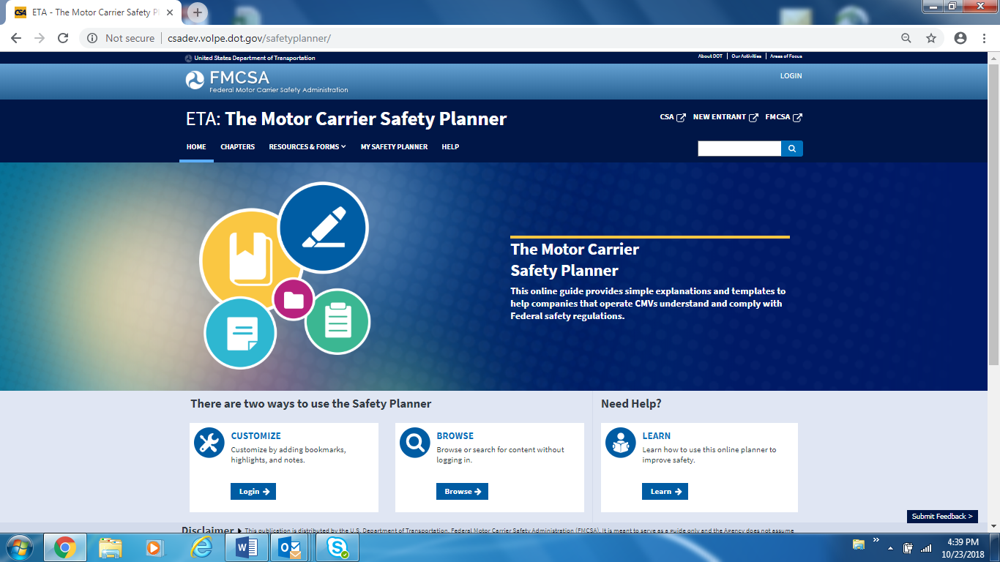 ETA - The Motor Carrier Safety P
Not secure
csadev.volpe.dot.gov/safetyplanner/
United States Department of Transportation
About DOT
Our Activities
Areas of Focus
FMCSA
Federal Motor Carrier Safety Administration
LOGIN
ETA: The Motor Carrier Safety Planner
CSA
NEW ENTRANT
FMCSA
HOME
CHAPTERS
RESOURCES & FORMS
MY SAFETY PLANNER
HELP
The Motor Carrier
Safety Planner
This online guide provides simple explanations and templates to
help companies that operate CMVs understand and comply with
Federal safety regulations.
There are two ways to use the Safety Planner
Need Help?
CUSTOMIZE
Customize by adding bookmarks,
highlights, and notes.
Login
BROWSE
Browse or search for content without
logging in.
Browse
LEARN
Learn how to use this online planner to
improve safety.
Learn
Submit Feedback >
Disclaimer
This publication is distributed by the U.S. Department of Transportation, Federal Motor Carrier Safety Administration (FMCSA). It is meant to serve as a guide only and the Agency does not assume
4:39 PM
10/23/2018